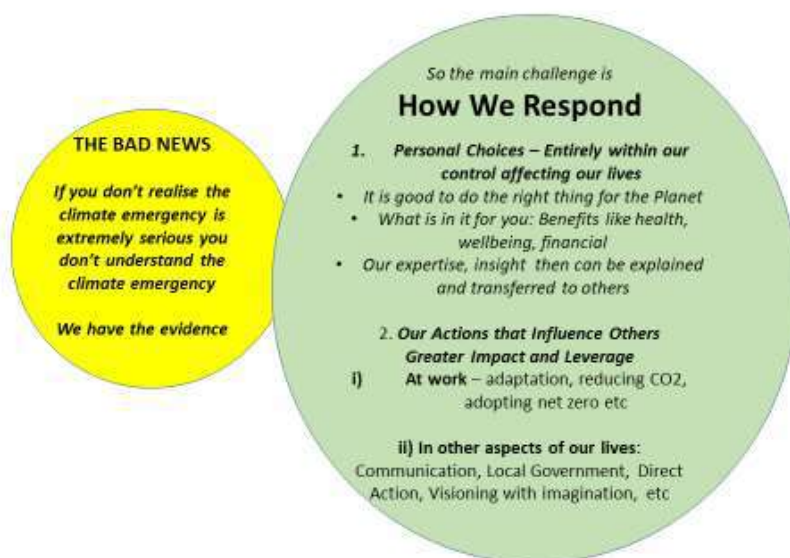 THE BAD NEWS
If you don't realise the
climate emergency is
extremely serious you
don't understand the
climate emergency
We have the evidence
So the main challenge is
How We Respond
1. Personal Choices – Entirely within our
control affecting our lives
• It is good to do the right thing for the Planet
• What is in it for you: Benefits like health,
wellbeing, financial
• Our expertise, insight then can be explained
and transferred to others
2. Our Actions that Influence Others
Greater Impact and Leverage
i) At work – adaptation, reducing CO2,
adopting net zero etc
ii) In other aspects of our lives:
Communication, Local Government, Direct
Action, Visioning with imagination, etc